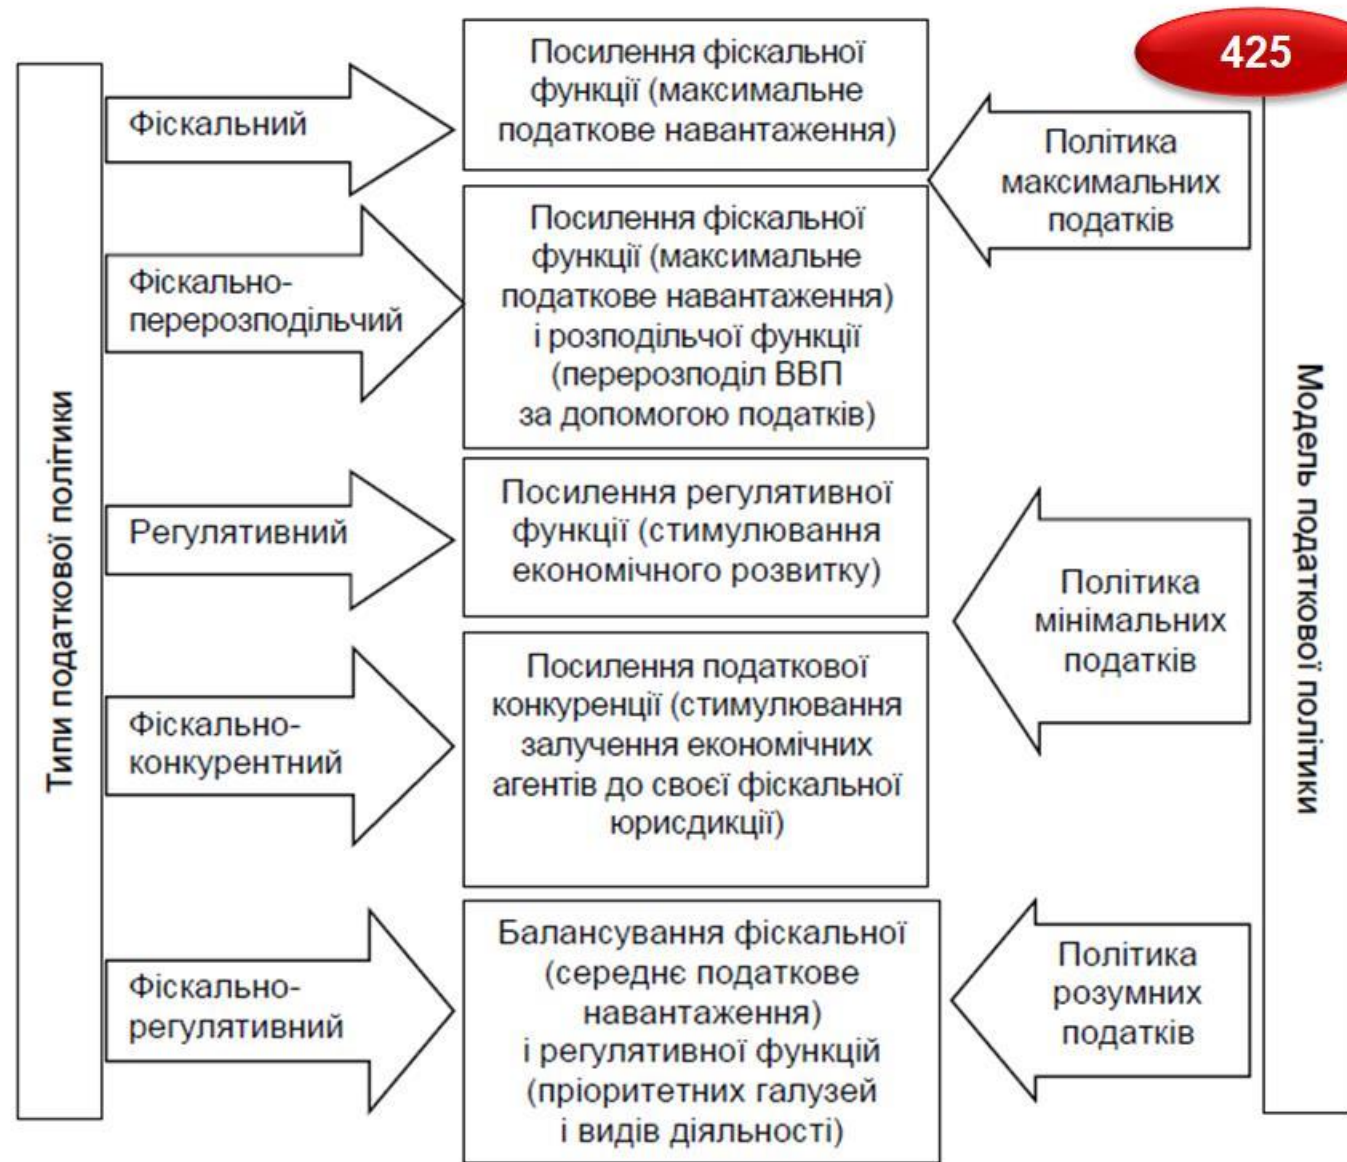 425
Типи податкової політики
Фіскальний
Посилення фіскальної
функції (максимальне
податкове навантаження)
Політика
максимальних
податків
Фіскально-
перерозподільчий
Посилення фіскальної
функції (максимальне
податкове навантаження)
і розподільчої функції
(перерозподіл ВВП
за допомогою податків)
Регулятивний
Посилення регулятивної
функції (стимулювання
економічного розвитку)
Політика
мінімальних
податків
Фіскально-
конкурентний
Посилення податкової
конкуренції (стимулювання
залучення економічних
агентів до своєї фіскальної
юрисдикції)
Фіскально-
регулятивний
Балансування фіскальної
(середнє податкове
навантаження)
і регулятивної функцій
(пріоритетних галузей
і видів діяльності)
Політика
розумних
податків
Модель податкової політики